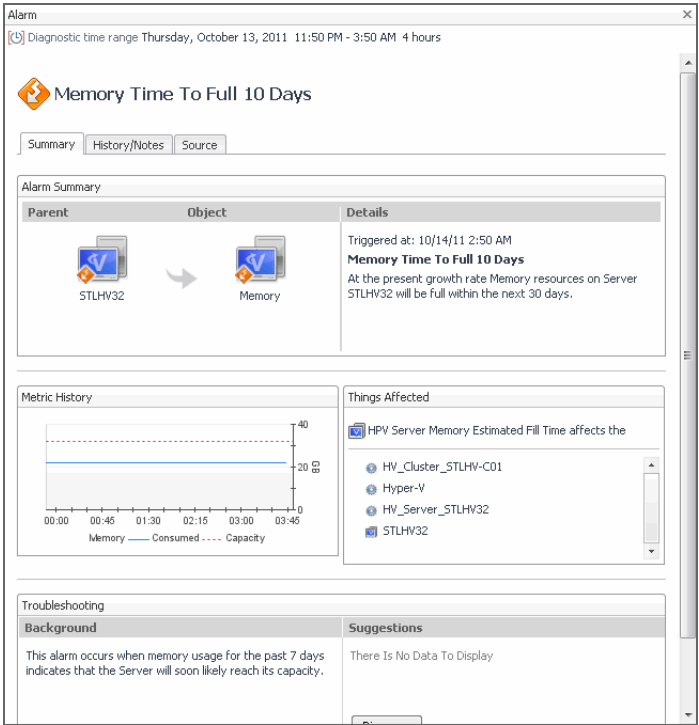 Alarm
Diagnostic time range Thursday, October 13, 2011 11:50 PM - 3:50 AM 4 hours
Memory Time To Full 10 Days
Summary
History/Notes
Source
Alarm Summary
Parent
Object
Details
STLHV32
Memory
Triggered at: 10/14/11 2:50 AM
Memory Time To Full 10 Days
At the present growth rate Memory resources on Server
STLHV32 will be full within the next 30 days.
Metric History
40
20
0
GB
00:00 00:45 01:30 02:15 03:00 03:45
Memory Consumed Capacity
Things Affected
HPV Server Memory Estimated Fill Time affects the
HV_Cluster_STLHV-C01
Hyper-V
HV_Server_STLHV32
STLHV32
Troubleshooting
Background
This alarm occurs when memory usage for the past 7 days
indicates that the Server will soon likely reach its capacity.
Suggestions
There Is No Data To Display